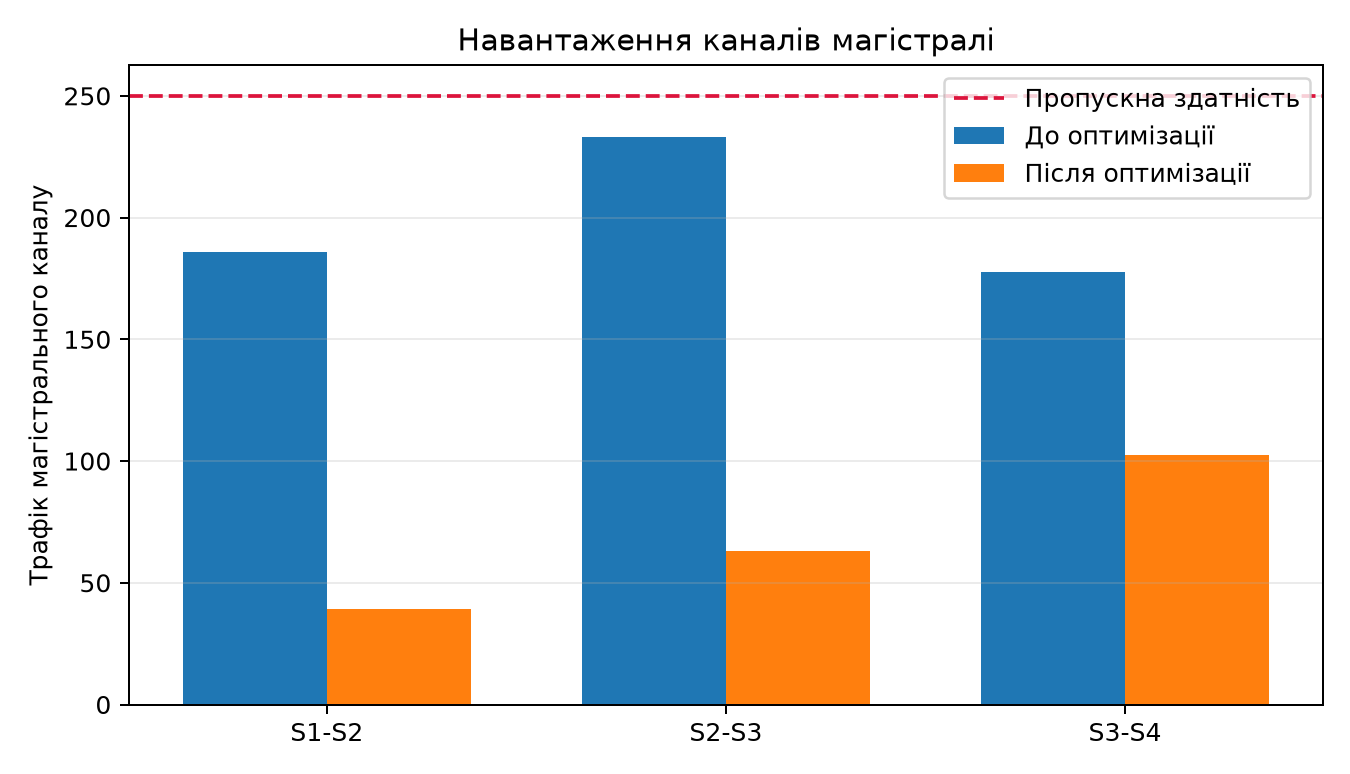 Навантаження каналів магістралі
Трафік магістрального каналу
250
200
150
100
50
0
Пропускна здатність
До оптимізації
Після оптимізації
S1-S2
S2-S3
S3-S4